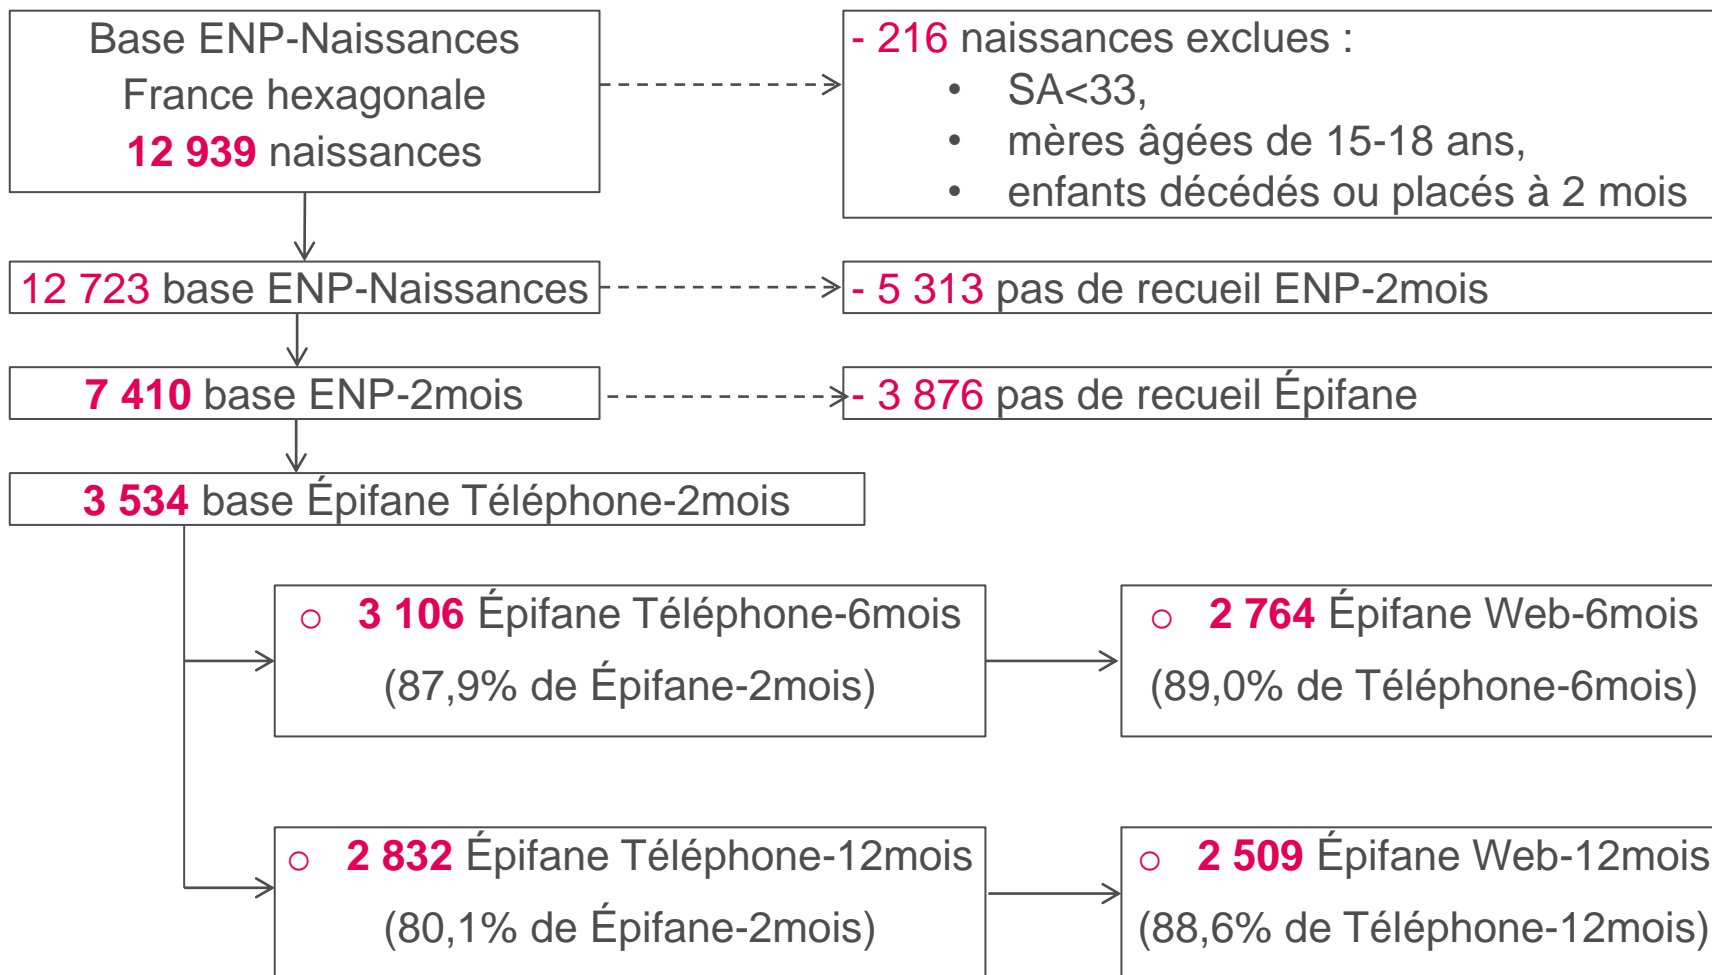 Base ENP-Naissances
France hexagonale
12 939 naissances
- 216 naissances exclues :
• SA<33,
• mères âgées de 15-18 ans,
• enfants décédés ou placés à 2 mois
12 723 base ENP-Naissances
- 5 313 pas de recueil ENP-2mois
7 410 base ENP-2mois
- 3 876 pas de recueil Épifane
3 534 base Épifane Téléphone-2mois
o 3 106 Épifane Téléphone-6mois
(87,9% de Épifane-2mois)
o 2 764 Épifane Web-6mois
(89,0% de Téléphone-6mois)
o 2 832 Épifane Téléphone-12mois
(80,1% de Épifane-2mois)
o 2 509 Épifane Web-12mois
(88,6% de Téléphone-12mois)